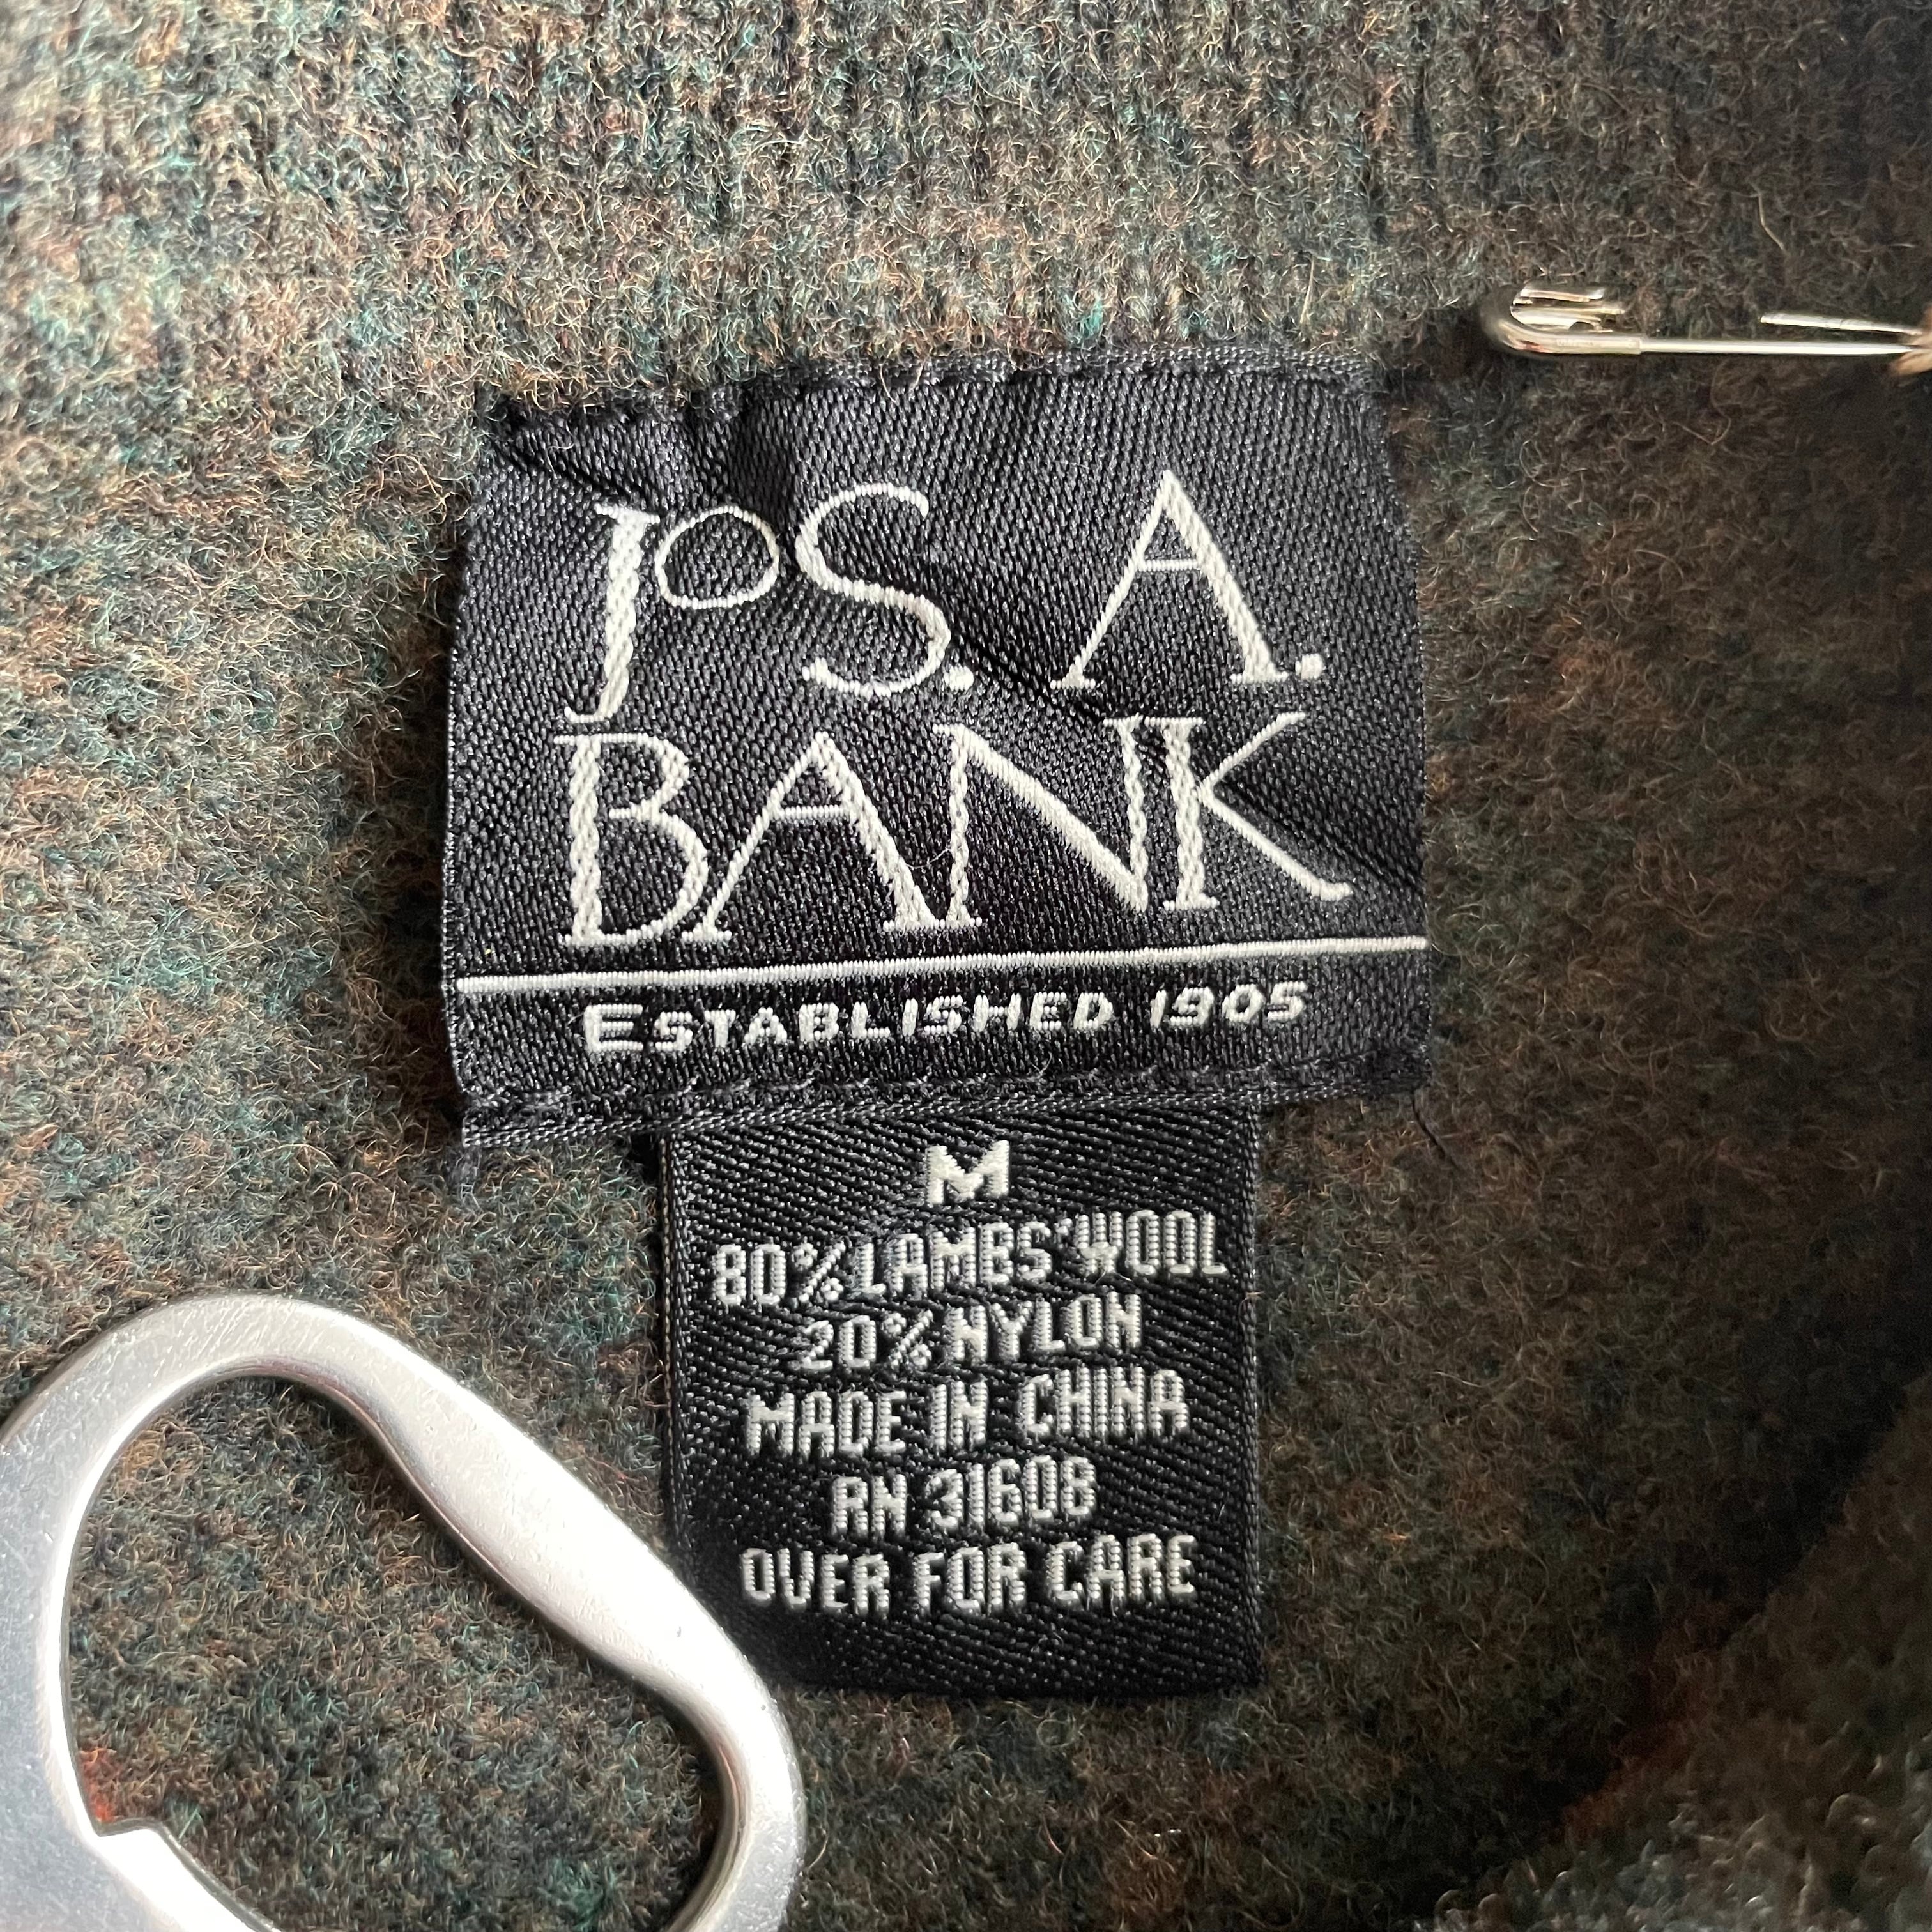 JoS. A.
BANK
ESTABLISHED 1905
M
80% LAMBS' WOOL
20% NYLON
MADE IN CHINA
RN 31608
OVER FOR CARE